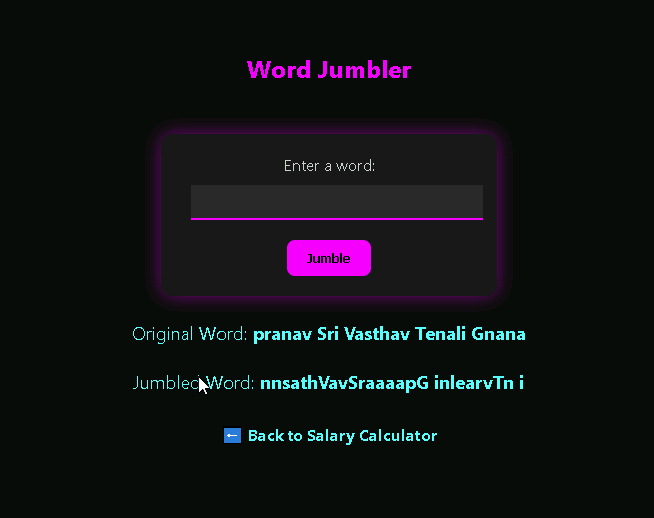 Word Jumbler
Enter a word:
Jumble
Original Word: pranav Sri Vasthav Tenali Gnana
Jumbled Word: nnsathVavSraaaapG inlearvTn i
← Back to Salary Calculator